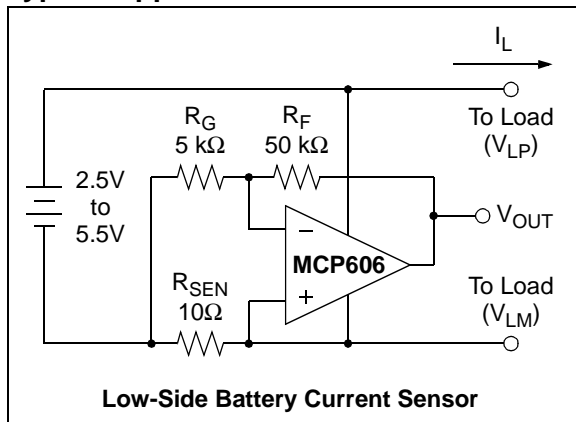 I_L
To Load
(V_LP)
R_G
5 kΩ
R_F
50 kΩ
2.5V
to
5.5V
V_OUT
–
MCP606
+
R_SEN
10Ω
To Load
(V_LM)
Low-Side Battery Current Sensor